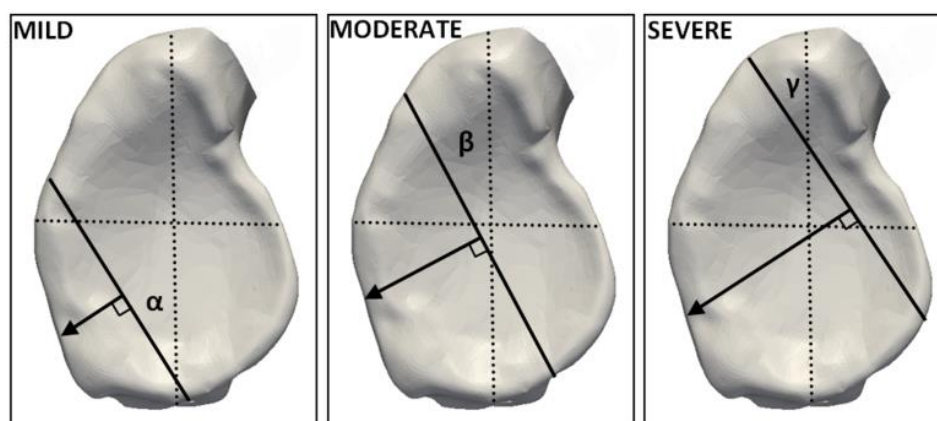 MILD
MODERATE
SEVERE
α
β
γ